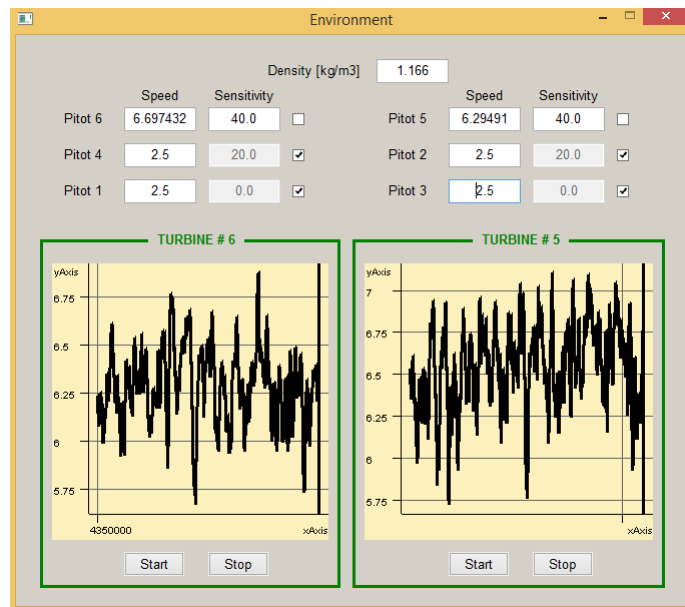 Environment
Density [kg/m3] 1.166
Speed Sensitivity Speed Sensitivity
Pitot 6 6.697432 40.0 Pitot 5 6.29491 40.0
Pitot 4 2.5 20.0 Pitot 2 2.5 20.0
Pitot 1 2.5 0.0 Pitot 3 2.5 0.0
TURBINE # 6 TURBINE # 5
yAxis
6.75
6.5
6.25
6
5.75
4350000 xAxis
yAxis
7
6.75
6.5
6.25
6
5.75
xAxis
Start Stop Start Stop